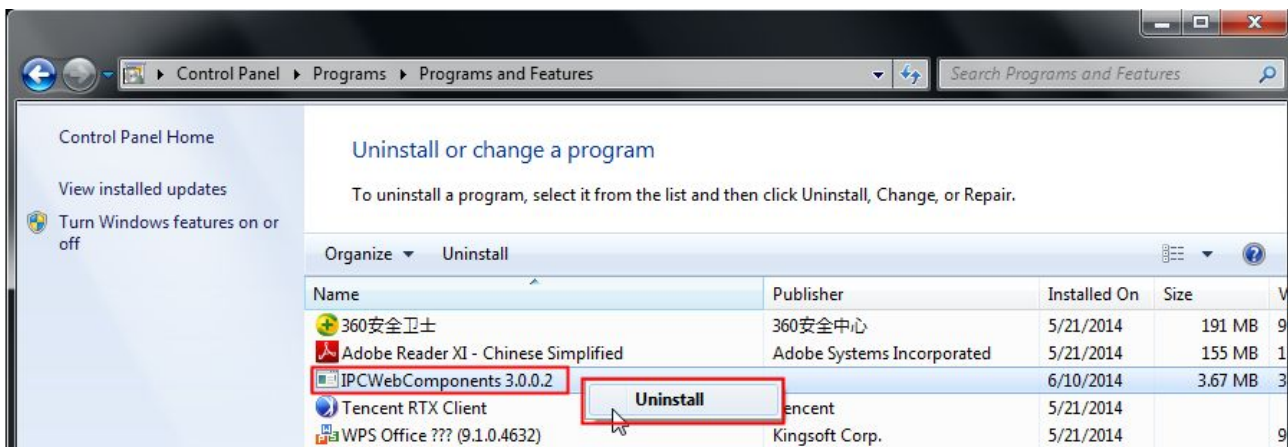 Control Panel ▸ Programs ▸ Programs and Features
Search Programs and Features
Control Panel Home
View installed updates
Turn Windows features on or
off
Uninstall or change a program
To uninstall a program, select it from the list and then click Uninstall, Change, or Repair.
Organize Uninstall
Name Publisher Installed On Size
360安全卫士 360安全中心 5/21/2014 191 MB 9
Adobe Reader XI - Chinese Simplified Adobe Systems Incorporated 5/21/2014 155 MB 1
IPCWebComponents 3.0.0.2 6/10/2014 3.67 MB 3
Uninstall
Tencent RTX Client 5/21/2014
WPS Office ??? (9.1.0.4632) Kingsoft Corp. 5/21/2014 9